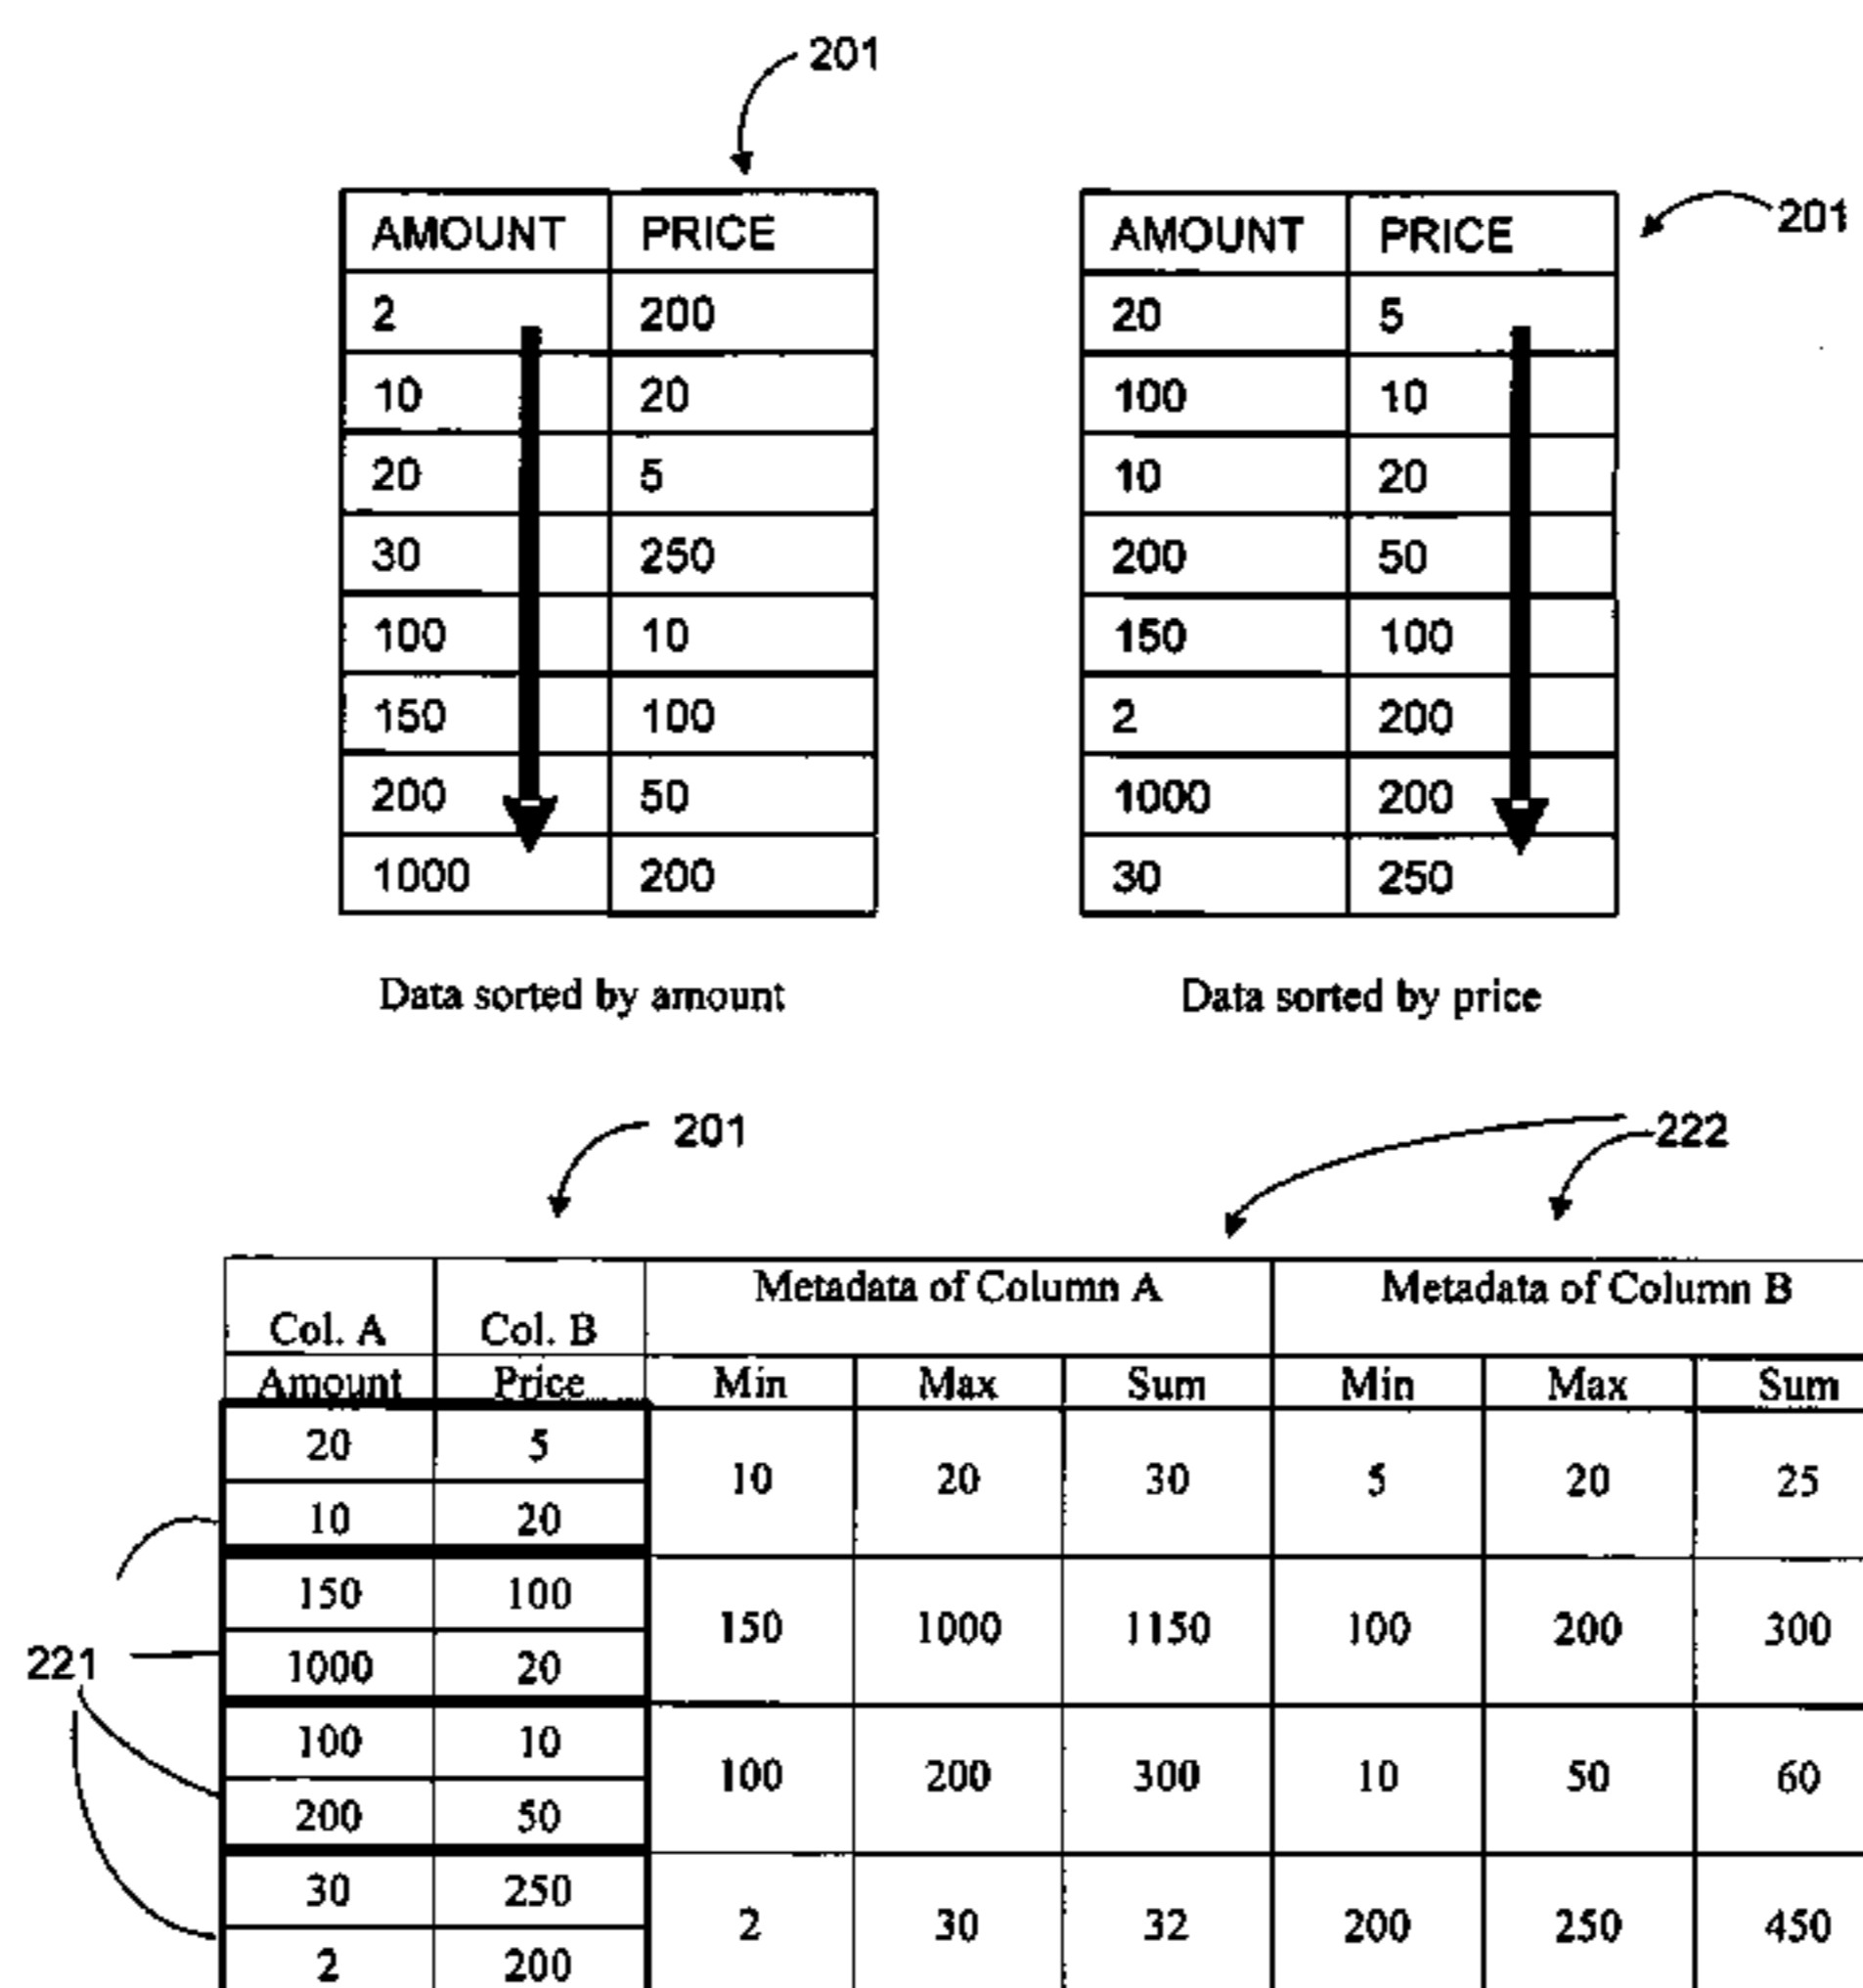 201
201
AMOUNT PRICE
2 200
10 20
20 5
30 250
100 10
150 100
200 50
1000 200
AMOUNT PRICE
20 5
100 10
10 20
200 50
150 100
2 200
1000 200
30 250
Data sorted by amount
Data sorted by price
201
222
Metadata of Column A Metadata of Column B
Col. A Col. B
Amount Price Min Max Sum Min Max Sum
20 5
10 20 30 5 20 25
10 20
150 100
150 1000 1150 100 200 300
221
1000 20
100 10
100 200 300 10 50 60
200 50
30 250
2 30 32 200 250 450
2 200